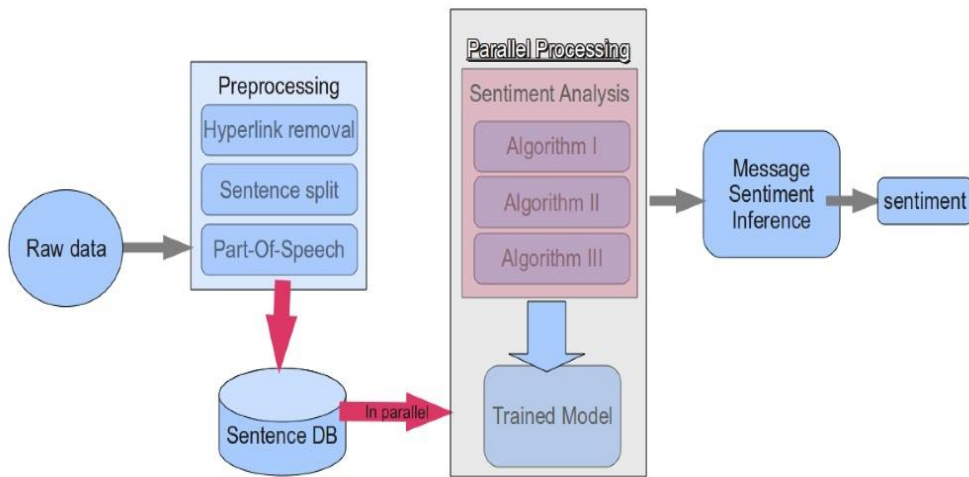 Raw data
Preprocessing
Hyperlink removal
Sentence split
Part-Of-Speech
Sentence DB
In parallel
Parallel Processing
Sentiment Analysis
Algorithm I
Algorithm II
Algorithm III
Trained Model
Message
Sentiment
Inference
sentiment